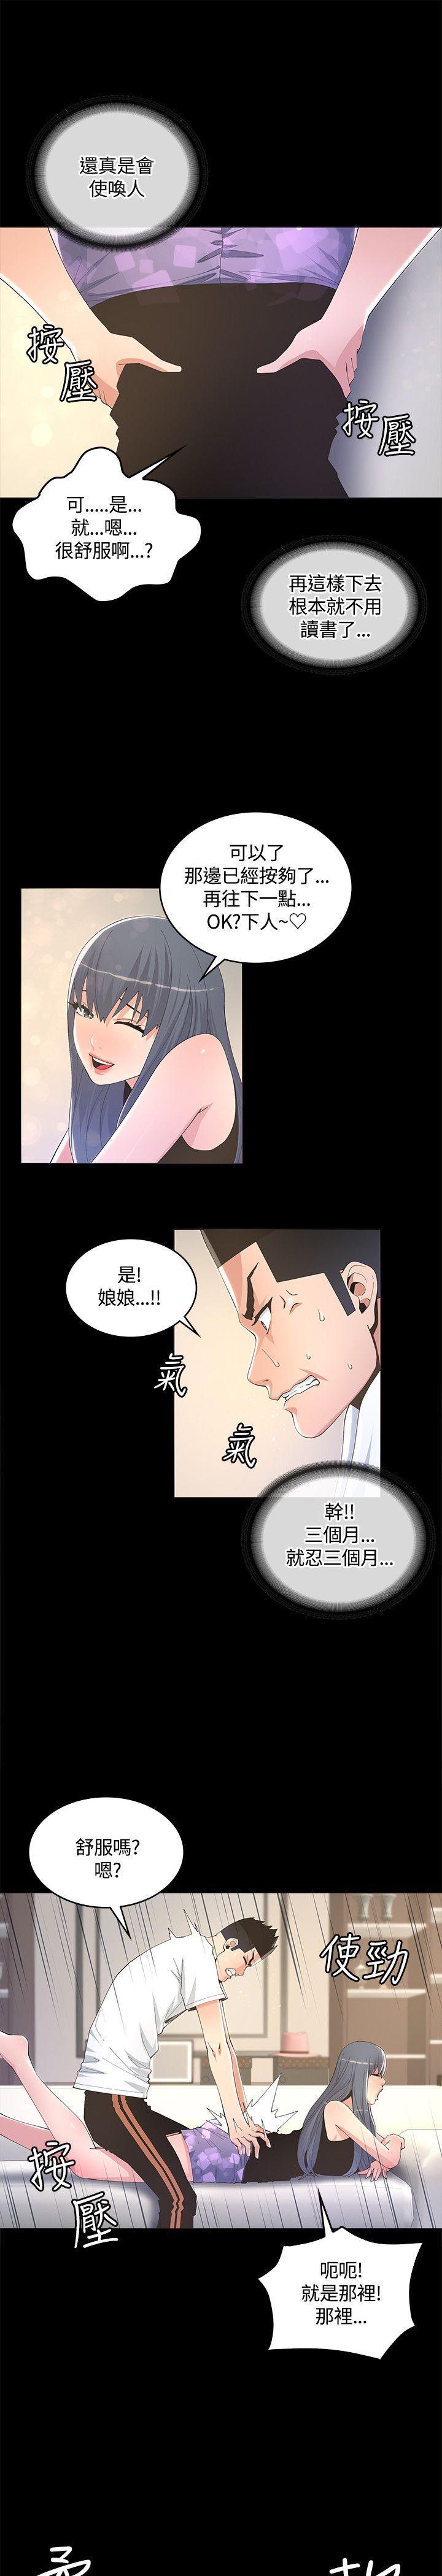 還真是會
使喚人
按
壓
按
壓
可.....是...
就...嗯...
很舒服啊...?
再這樣下去
根本就不用
讀書了...
可以了
那邊已經按夠了...
再往下一點...
OK?下人~♡
是!
娘娘...!!
氣
氣
幹!!
三個月...
就忍三個月...
舒服嗎?
嗯?
使勁
按
壓
呃呃!
就是那裡!
那裡...